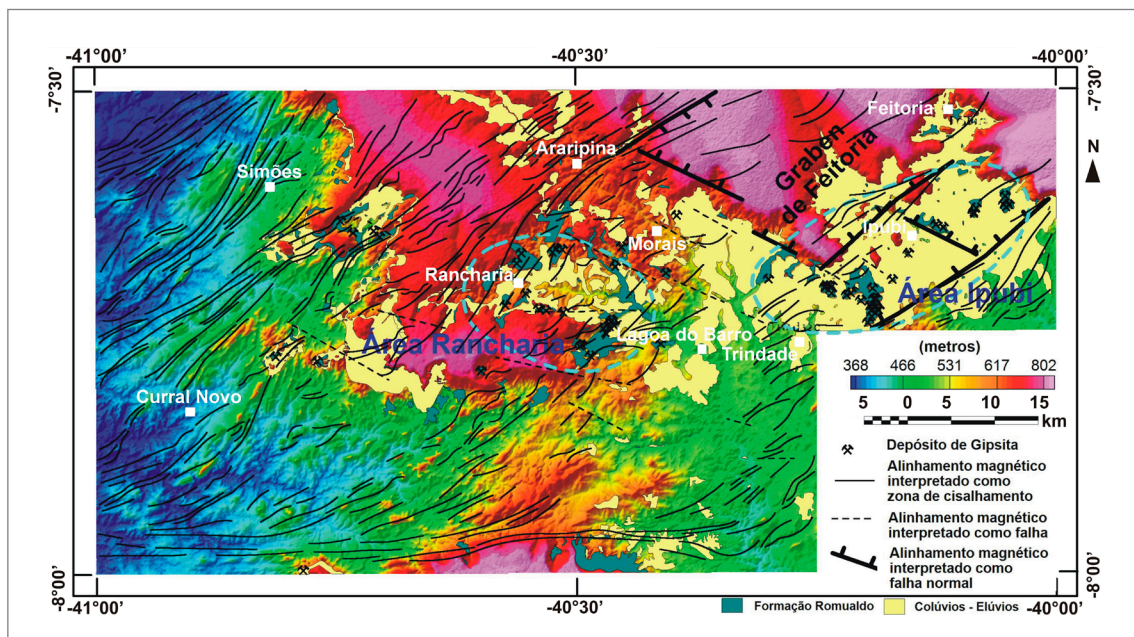 -41°00'
-40°30'
-40°00'
-7°30'
-7°30'
Feitoria
N
Araripina
Graben
de Feitoria
Simões
Ipubi
Morais
Rancharia
Área Ipubi
Lagoa do Barro
Área Rancharia
Trindade
(metros)
368 466 531 617 802
Curral Novo
5 0 5 10 15
km
Depósito de Gipsita
Alinhamento magnético
interpretado como
zona de cisalhamento
Alinhamento magnético
interpretado como falha
Alinhamento magnético
interpretado como
falha normal
-8°00'
-8°00'
-41°00'
-40°30'
-40°00'
Formação Romualdo
Colúvios - Elúvios